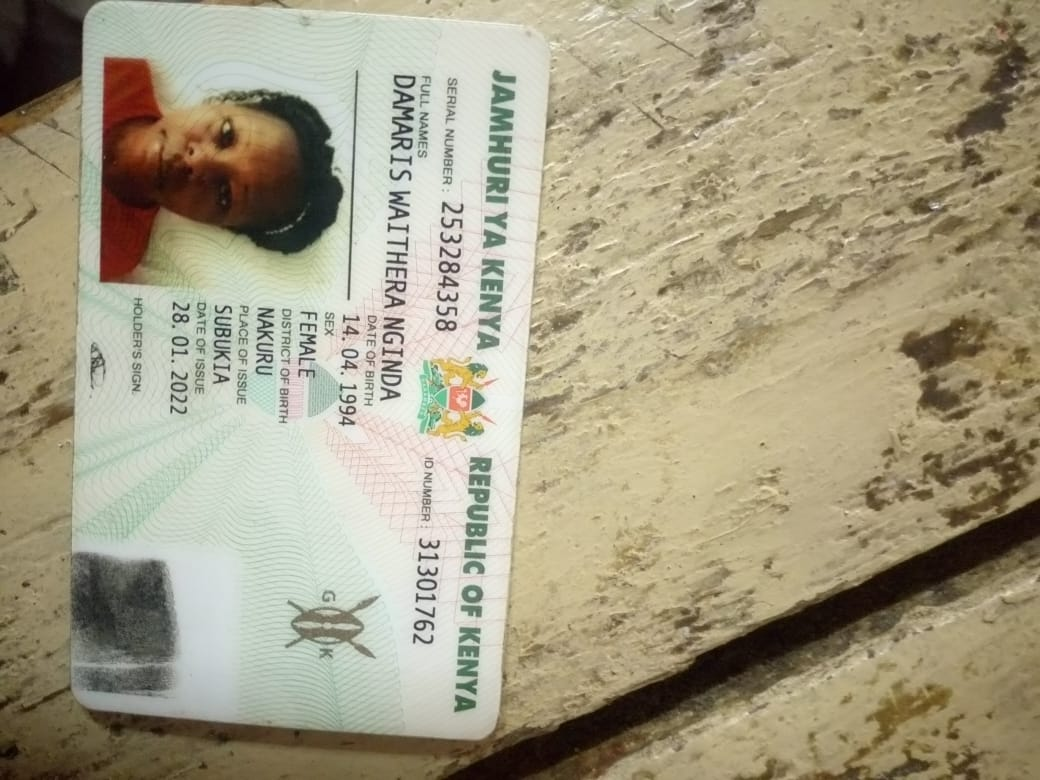 JAMHURI YA KENYA REPUBLIC OF KENYA
SERIAL NUMBER: 253284358 ID NUMBER: 31301762
FULL NAMES
DAMARIS WAITHERA NGINDA
DATE OF BIRTH
14. 04. 1994
SEX
FEMALE
DISTRICT OF BIRTH
NAKURU
PLACE OF ISSUE
SUBUKIA
DATE OF ISSUE
28. 01. 2022
HOLDER'S SIGN.
G K